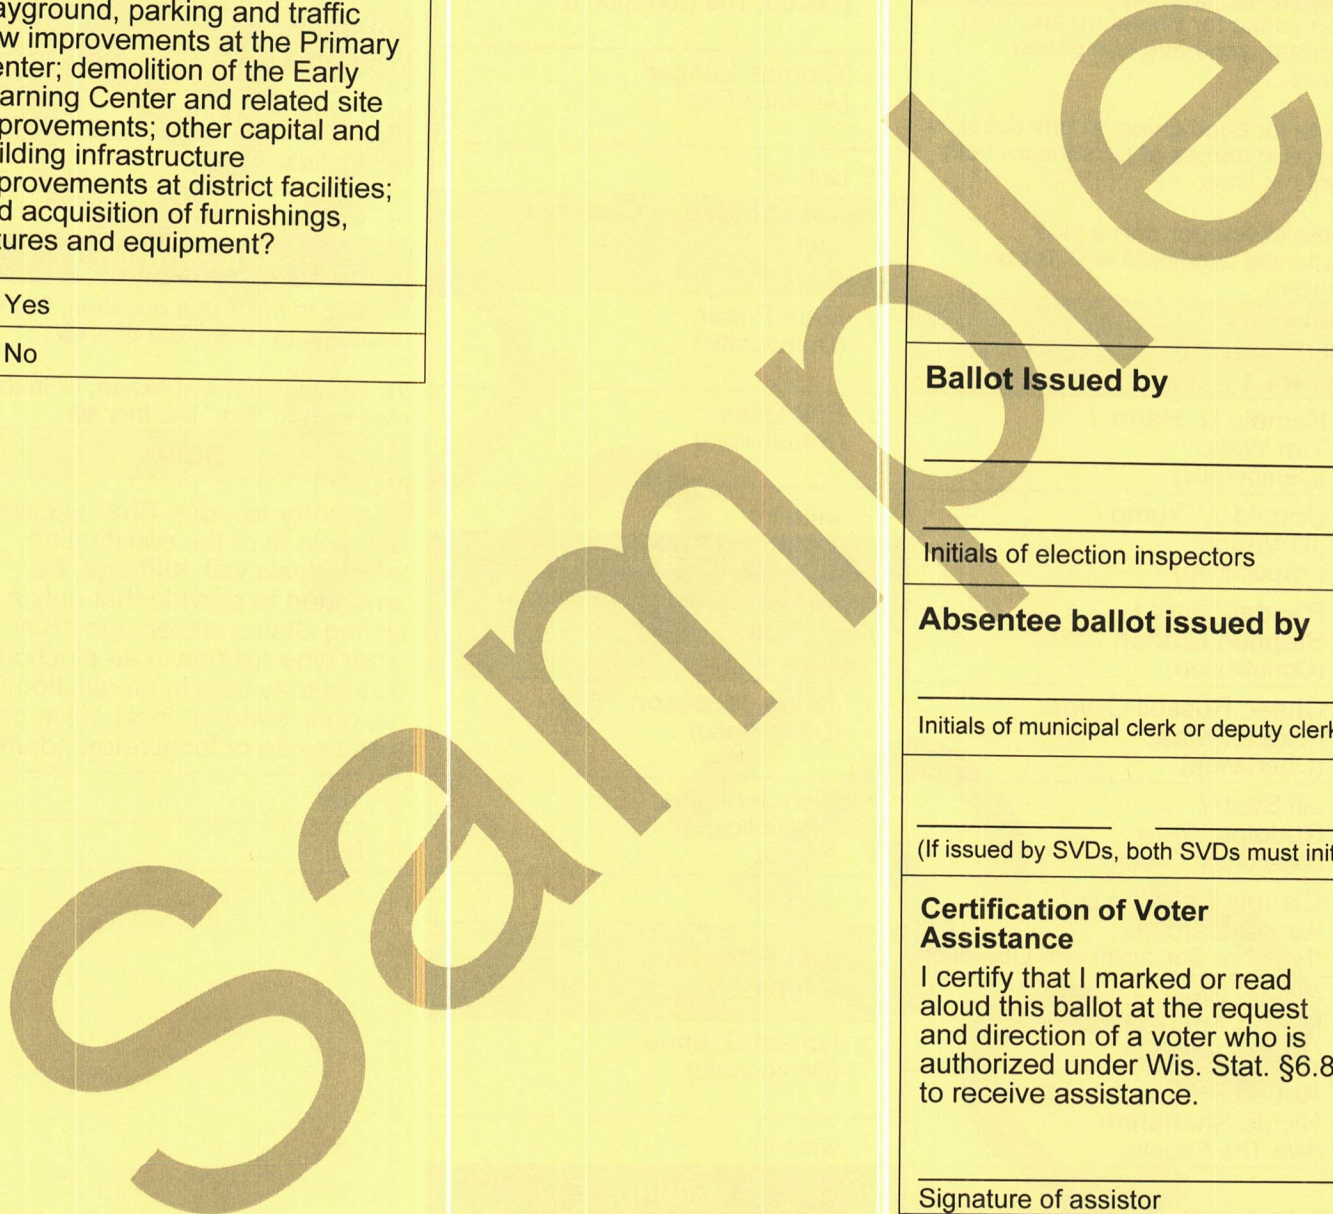 ayground, parking and traffic
w improvements at the Primary
enter; demolition of the Early
arning Center and related site
provements; other capital and
ilding infrastructure
provements at district facilities;
d acquisition of furnishings,
tures and equipment?
Yes
No
Sample
Ballot Issued by
Initials of election inspectors
Absentee ballot issued by
Initials of municipal clerk or deputy clerk
(If issued by SVDs, both SVDs must init
Certification of Voter
Assistance
I certify that I marked or read
aloud this ballot at the request
and direction of a voter who is
authorized under Wis. Stat. §6.8
to receive assistance.
Signature of assistor